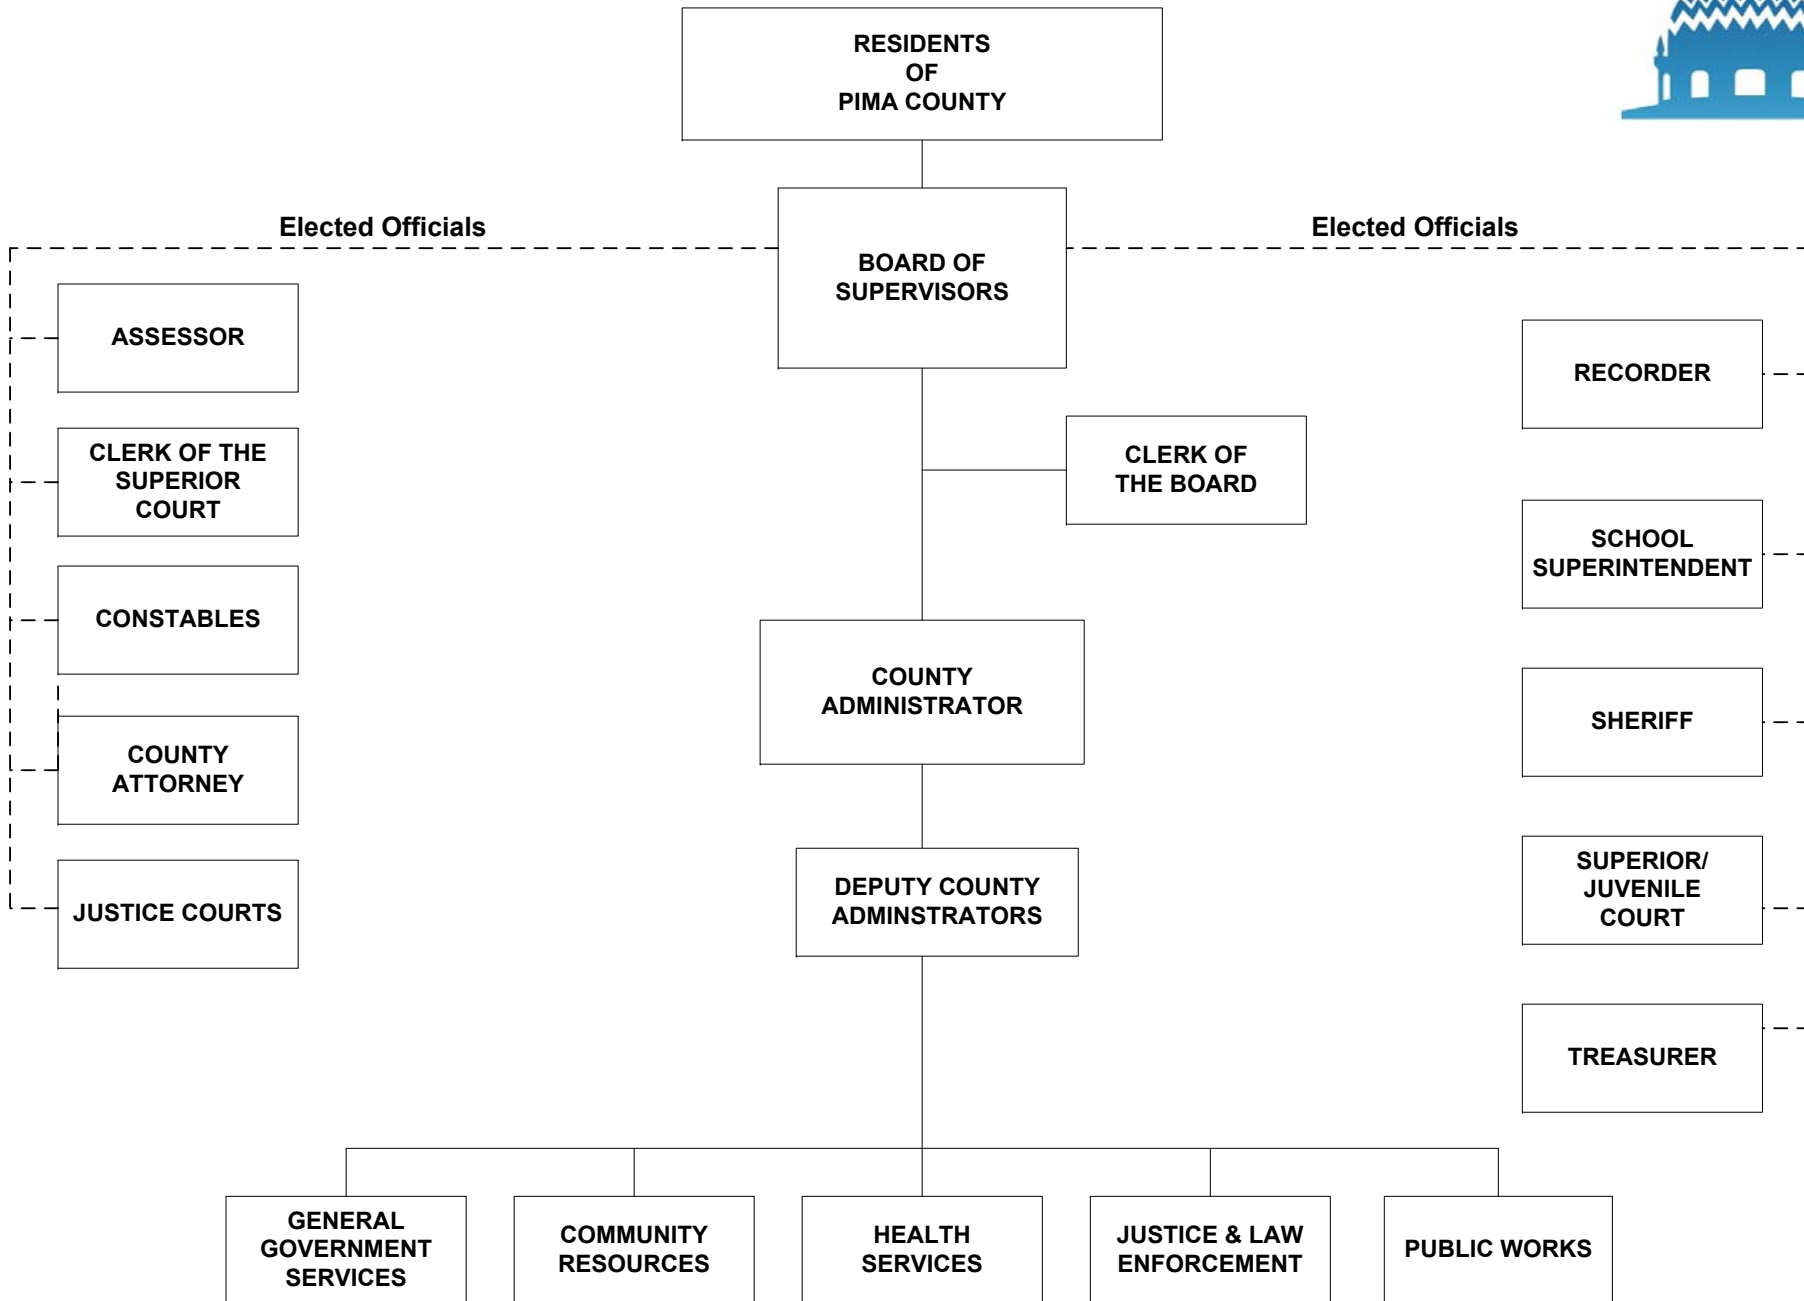 RESIDENTS
OF
PIMA COUNTY
Elected Officials
Elected Officials
BOARD OF
SUPERVISORS
ASSESSOR
CLERK OF THE
SUPERIOR
COURT
CONSTABLES
COUNTY
ATTORNEY
JUSTICE COURTS
CLERK OF
THE BOARD
COUNTY
ADMINISTRATOR
DEPUTY COUNTY
ADMINSTRATORS
RECORDER
SCHOOL
SUPERINTENDENT
SHERIFF
SUPERIOR/
JUVENILE
COURT
TREASURER
GENERAL
GOVERNMENT
SERVICES
COMMUNITY
RESOURCES
HEALTH
SERVICES
JUSTICE & LAW
ENFORCEMENT
PUBLIC WORKS